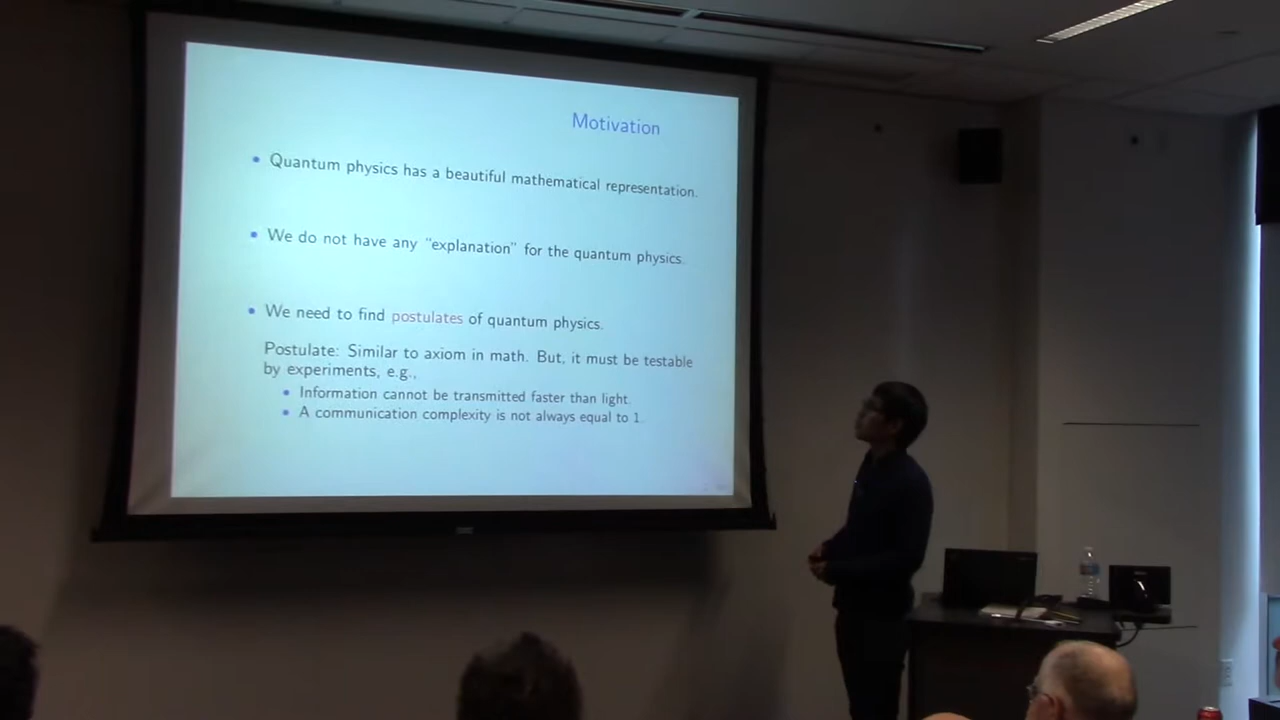 Motivation
• Quantum physics has a beautiful mathematical representation.
• We do not have any "explanation" for the quantum physics.
• We need to find postulates of quantum physics.
Postulate: Similar to axiom in math. But, it must be testable
by experiments, e.g.,
• Information cannot be transmitted faster than light.
• A communication complexity is not always equal to 1.